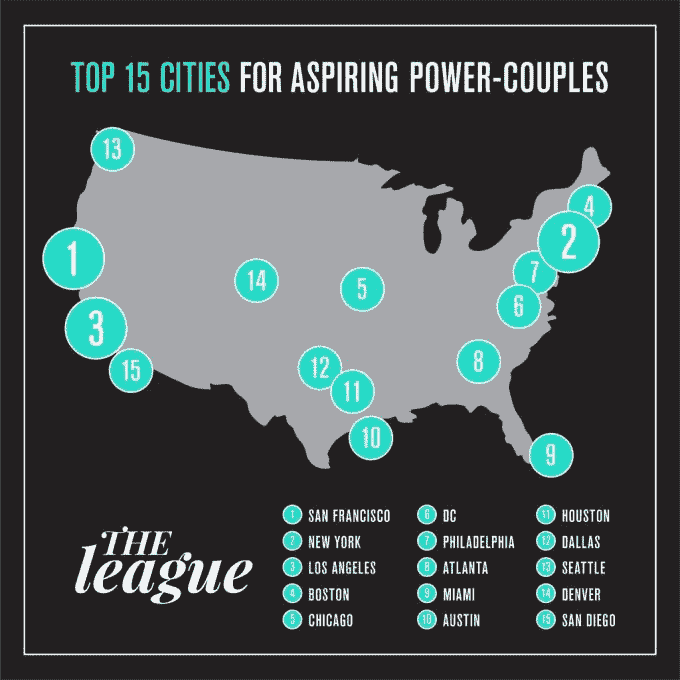 TOP 15 CITIES FOR ASPIRING POWER-COUPLES
13
4
1
2
7
14
5
6
3
15
12
8
11
10
9
THE
league
1 SAN FRANCISCO
2 NEW YORK
3 LOS ANGELES
4 BOSTON
5 CHICAGO
6 DC
7 PHILADELPHIA
8 ATLANTA
9 MIAMI
10 AUSTIN
11 HOUSTON
12 DALLAS
13 SEATTLE
14 DENVER
15 SAN DIEGO